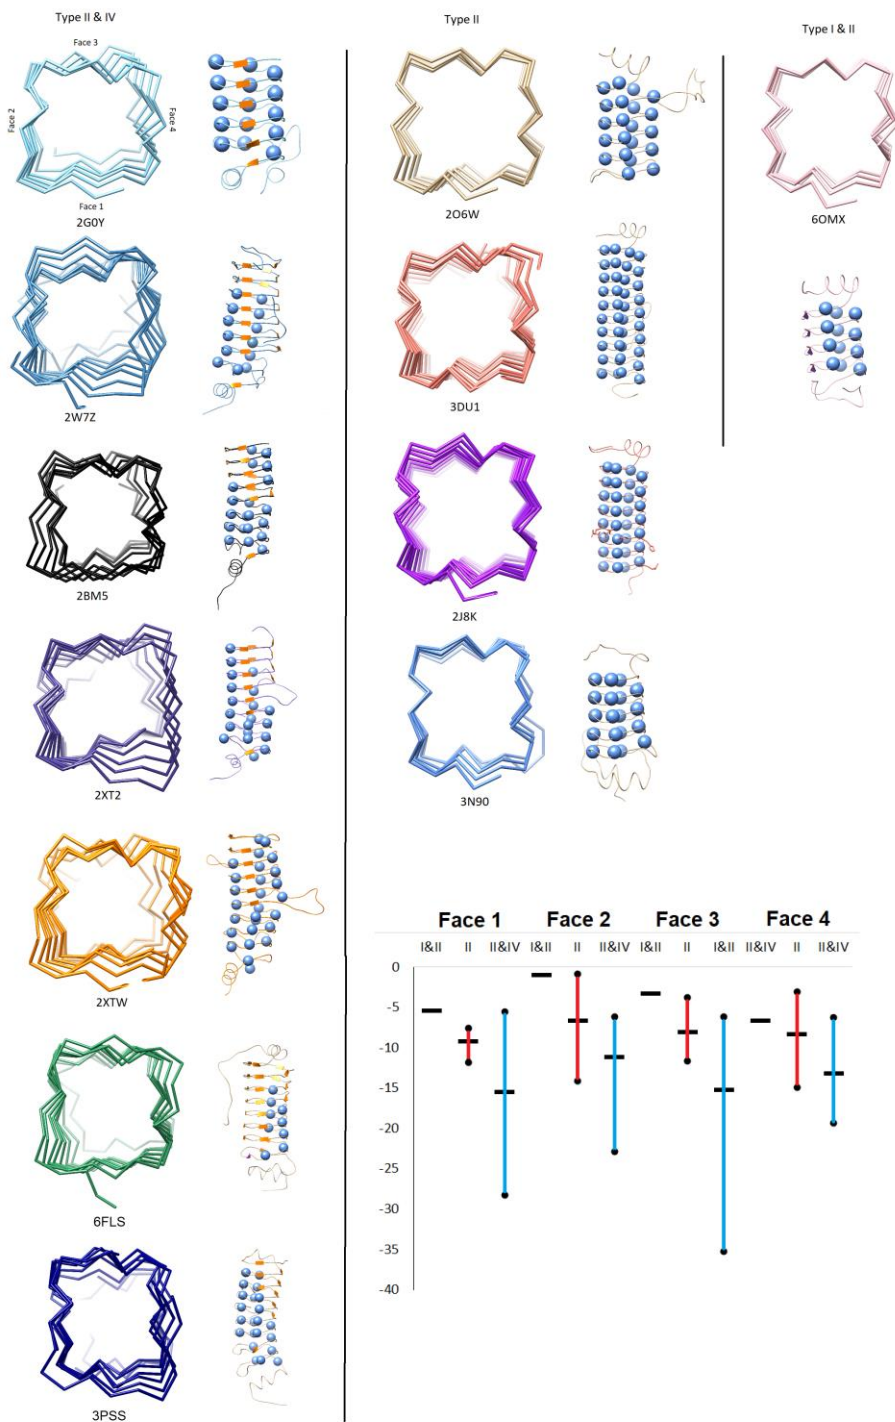 Type II & IV
Face 3
Face 2
Face 4
Face 1
2G0Y
2W7Z
2BM5
2XT2
2XTW
6FLS
3PSS
Type II
2O6W
3DU1
2J8K
3N90
Type I & II
6OMX
Face 1 Face 2 Face 3 Face 4
I&II II II&IV I&II II II&IV I&II II I&II II&IV II II&IV
0
-5
-10
-15
-20
-25
-30
-35
-40